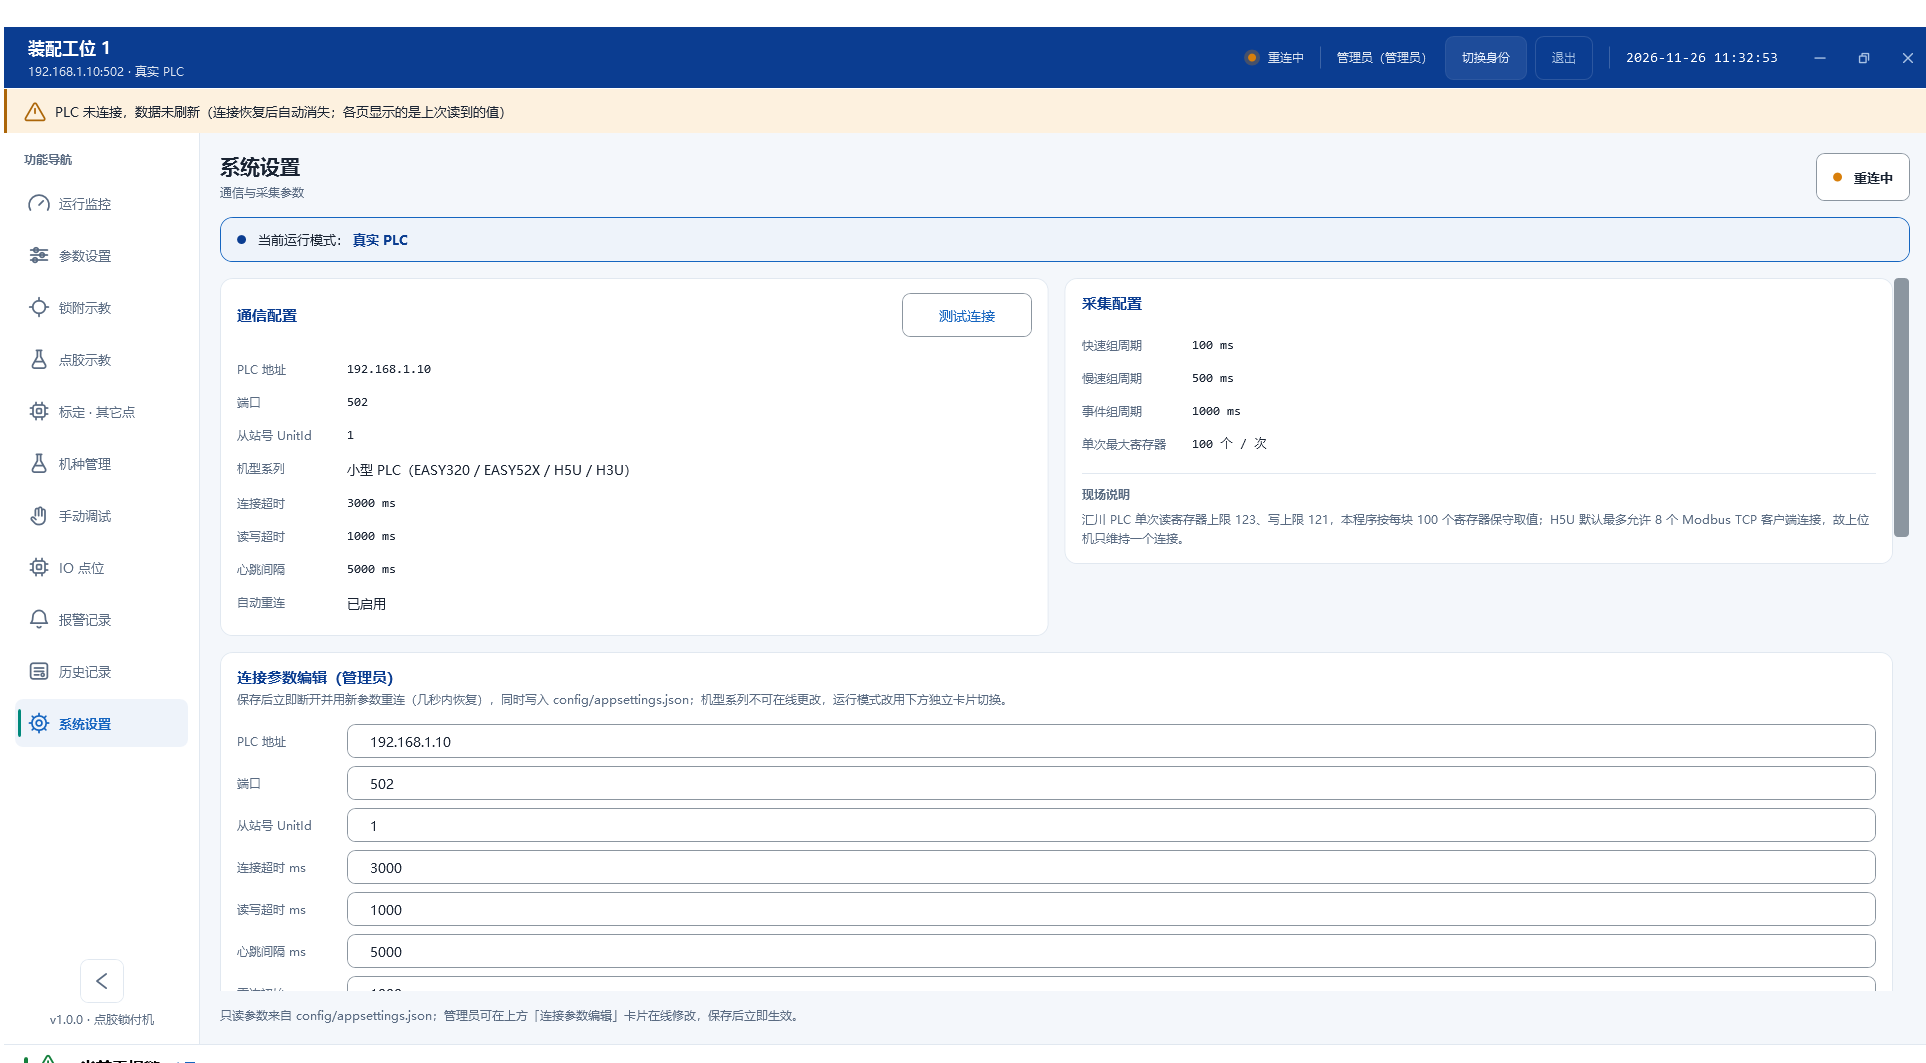 装配工位 1
192.168.1.10:502 · 真实 PLC
重连中
管理员（管理员）
切换身份
退出
2026-11-26 11:32:53
PLC 未连接，数据未刷新（连接恢复后自动消失；各页显示的是上次读到的值）
功能导航
运行监控
参数设置
锁附示教
点胶示教
标定 · 其它点
机种管理
手动调试
IO 点位
报警记录
历史记录
系统设置
v1.0.0 · 点胶锁付机
系统设置
通信与采集参数
重连中
当前运行模式： 真实 PLC
通信配置
测试连接
PLC 地址 192.168.1.10
端口 502
从站号 UnitId 1
机型系列 小型 PLC（EASY320 / EASY52X / H5U / H3U）
连接超时 3000 ms
读写超时 1000 ms
心跳间隔 5000 ms
自动重连 已启用
采集配置
快速组周期 100 ms
慢速组周期 500 ms
事件组周期 1000 ms
单次最大寄存器 100 个 / 次
现场说明
汇川 PLC 单次读寄存器上限 123、写上限 121，本程序按每块 100 个寄存器保守取值；H5U 默认最多允许 8 个 Modbus TCP 客户端连接，故上位
机只维持一个连接。
连接参数编辑（管理员）
保存后立即断开并用新参数重连（几秒内恢复），同时写入 config/appsettings.json；机型系列不可在线更改，运行模式改用下方独立卡片切换。
PLC 地址 192.168.1.10
端口 502
从站号 UnitId 1
连接超时 ms 3000
读写超时 ms 1000
心跳间隔 ms 5000
只读参数来自 config/appsettings.json；管理员可在上方「连接参数编辑」卡片在线修改，保存后立即生效。